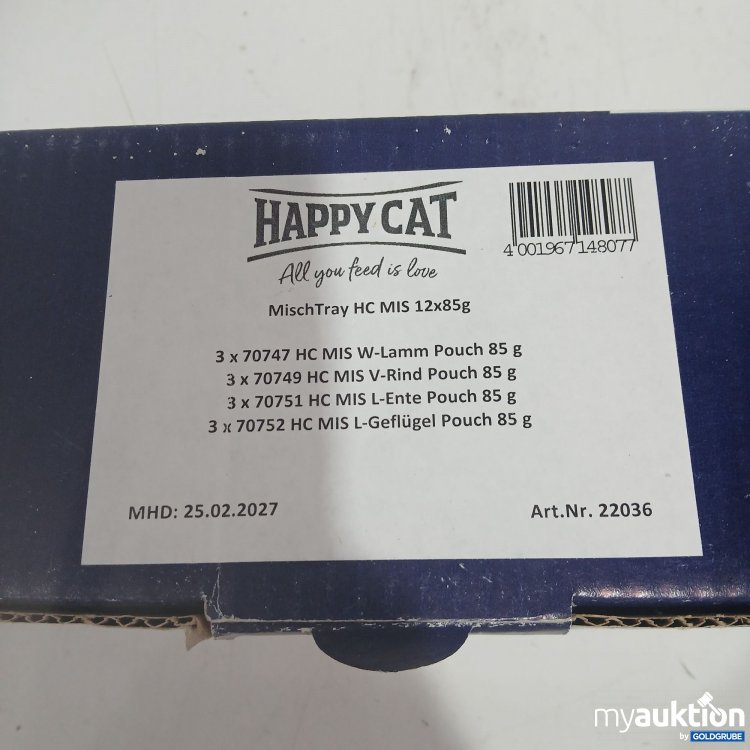 HAPPY CAT
All you feed is love
4 001967 148077
MischTray HC MIS 12x85g
3 x 70747 HC MIS W-Lamm Pouch 85 g
3 x 70749 HC MIS V-Rind Pouch 85 g
3 x 70751 HC MIS L-Ente Pouch 85 g
3 x 70752 HC MIS L-Geflügel Pouch 85 g
MHD: 25.02.2027
Art.Nr. 22036
myauktion
by GOLDGRUBE